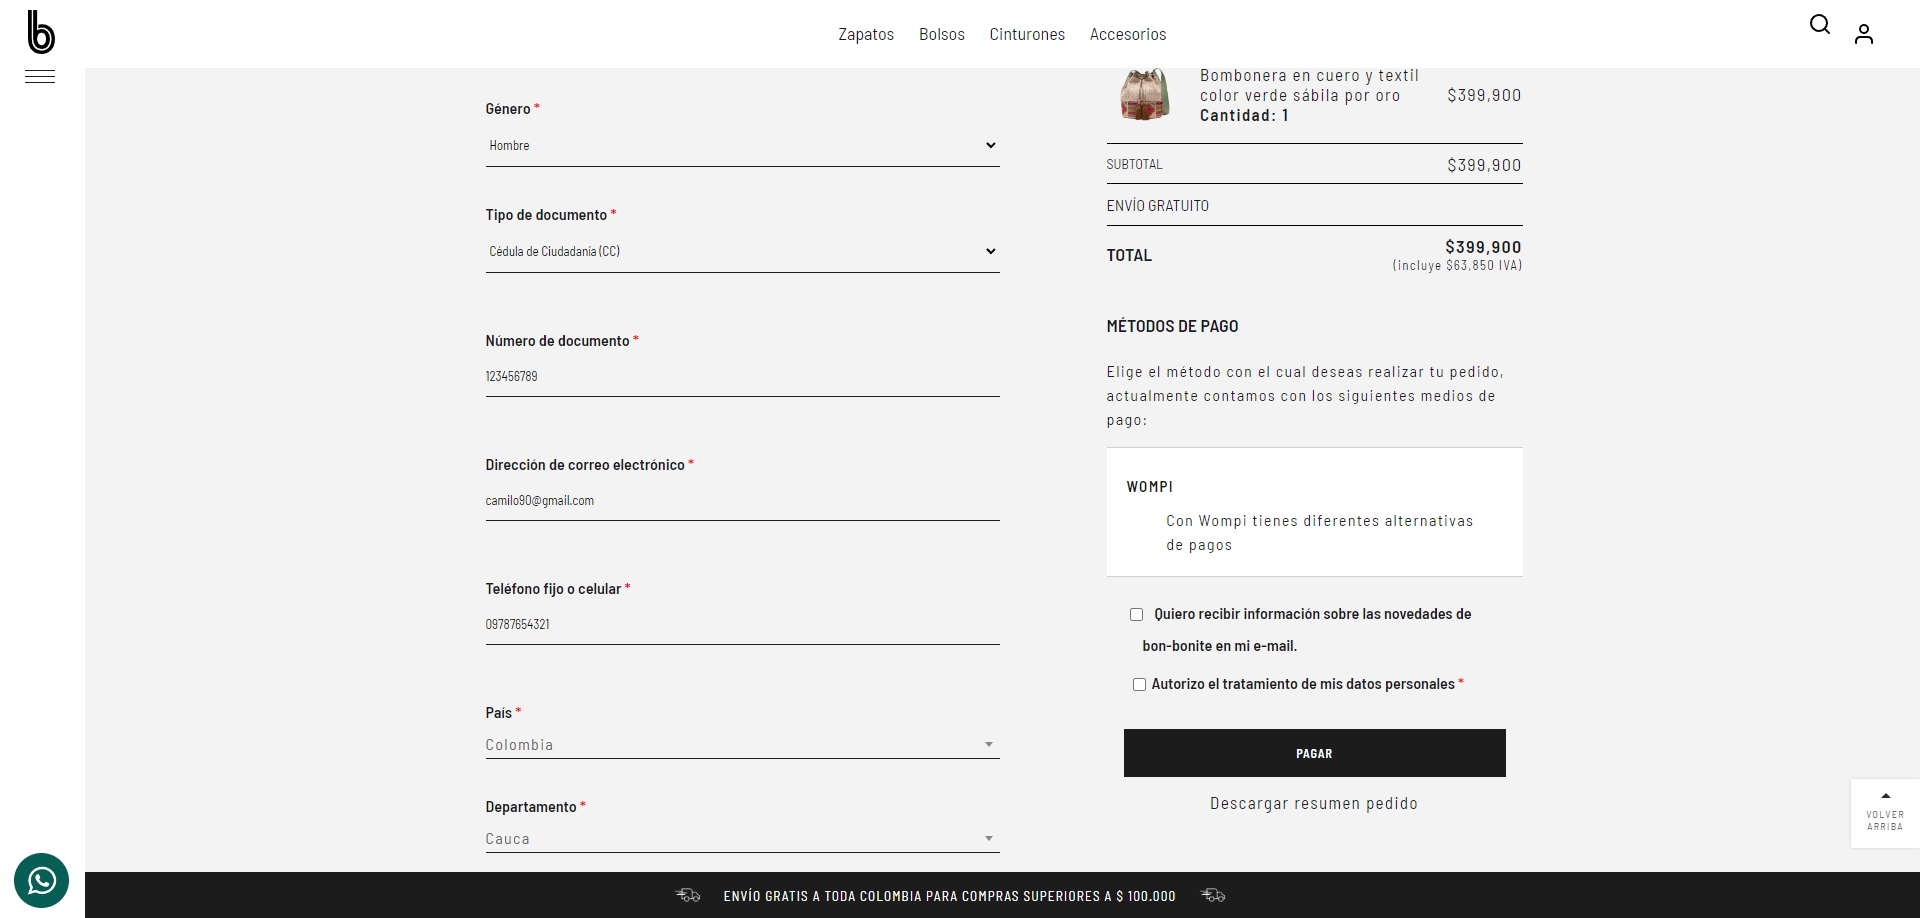 b
Zapatos Bolsos Cinturones Accesorios
Género *
Hombre
Tipo de documento *
Cédula de Ciudadanía (CC)
Número de documento *
123456789
Dirección de correo electrónico *
camilo90@gmail.com
Teléfono fijo o celular *
09787654321
País *
Colombia
Departamento *
Cauca
Bombonera en cuero y textil
color verde sábila por oro
Cantidad: 1
$399,900
SUBTOTAL $399,900
ENVÍO GRATUITO
TOTAL $399,900
(incluye $63,850 IVA)
MÉTODOS DE PAGO
Elige el método con el cual deseas realizar tu pedido,
actualmente contamos con los siguientes medios de
pago:
WOMPI
Con Wompi tienes diferentes alternativas
de pagos
Quiero recibir información sobre las novedades de
bon-bonite en mi e-mail.
Autorizo el tratamiento de mis datos personales *
PAGAR
Descargar resumen pedido
VOLVER
ARRIBA
ENVÍO GRATIS A TODA COLOMBIA PARA COMPRAS SUPERIORES A $ 100.000